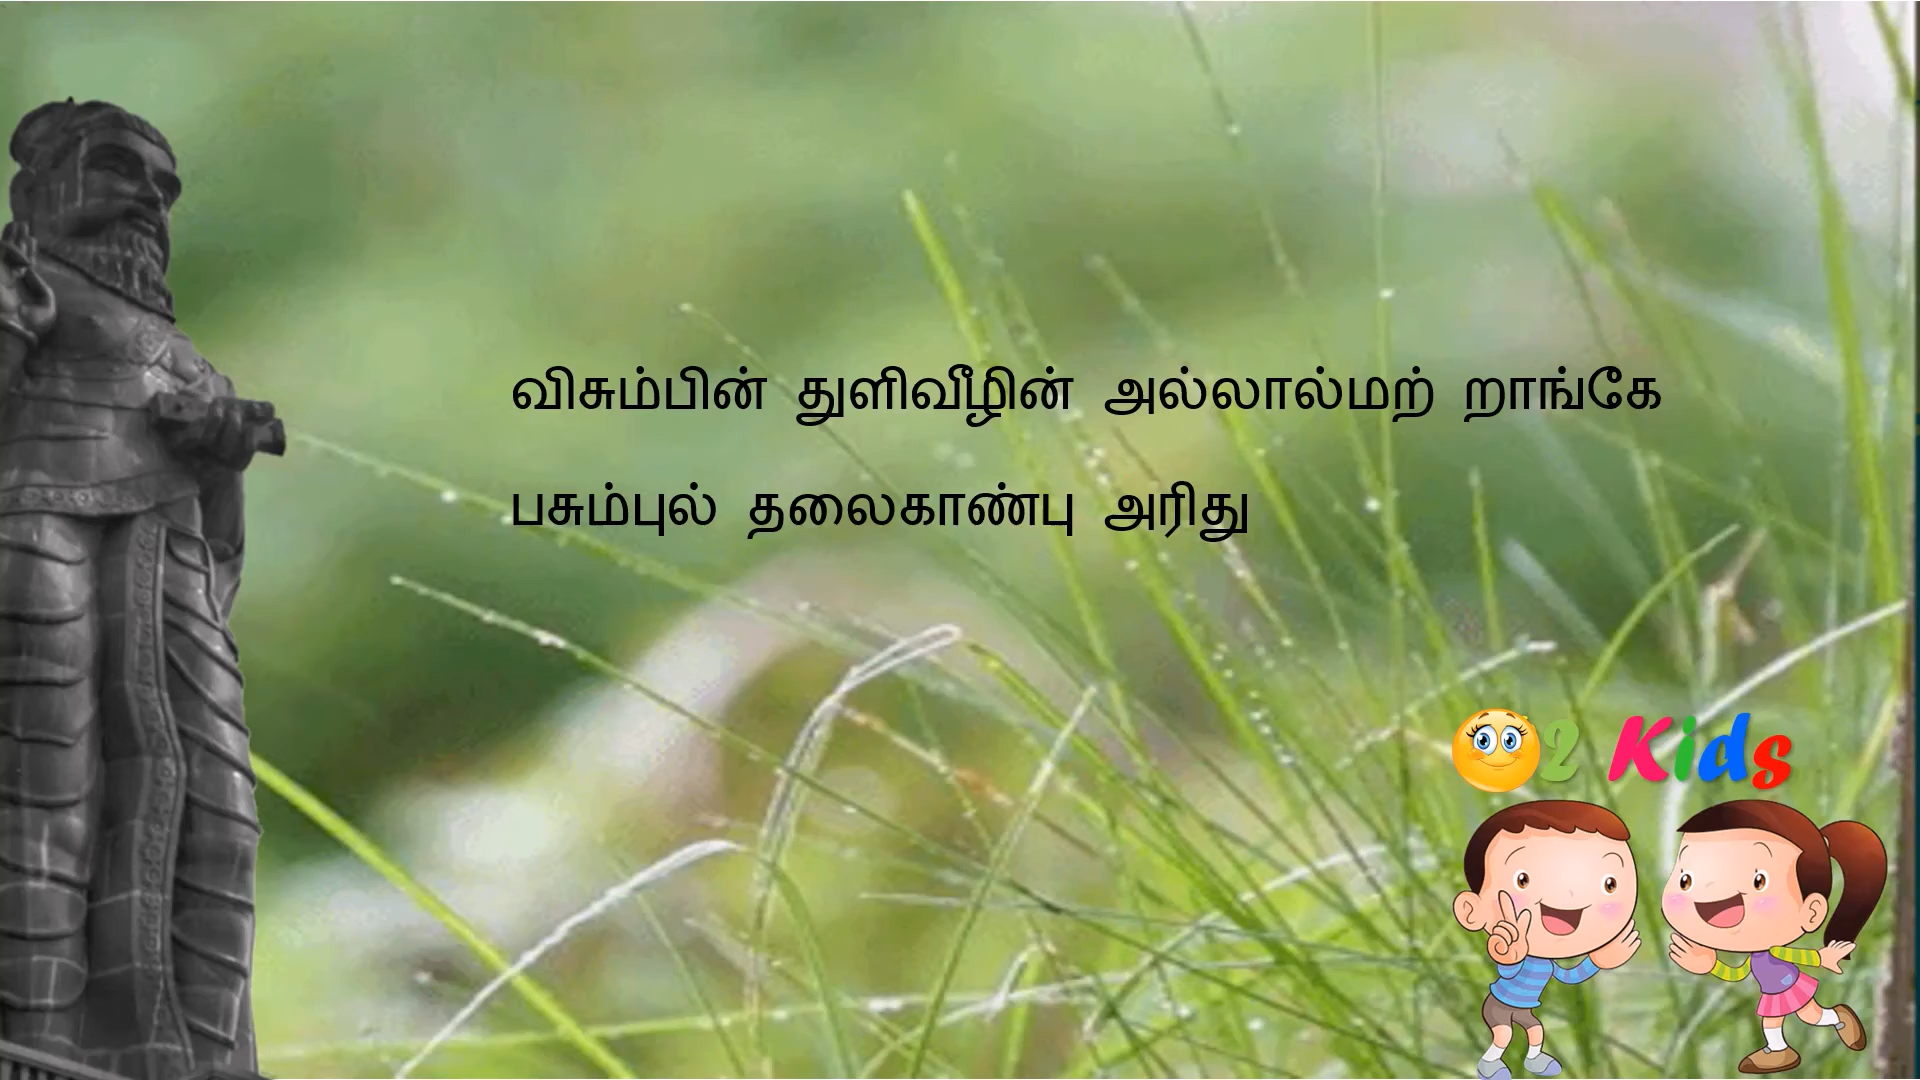 விசும்பின் துளிவீழின் அல்லால்மற் றாங்கே
பசும்புல் தலைகாண்பு அரிது
2 Kids